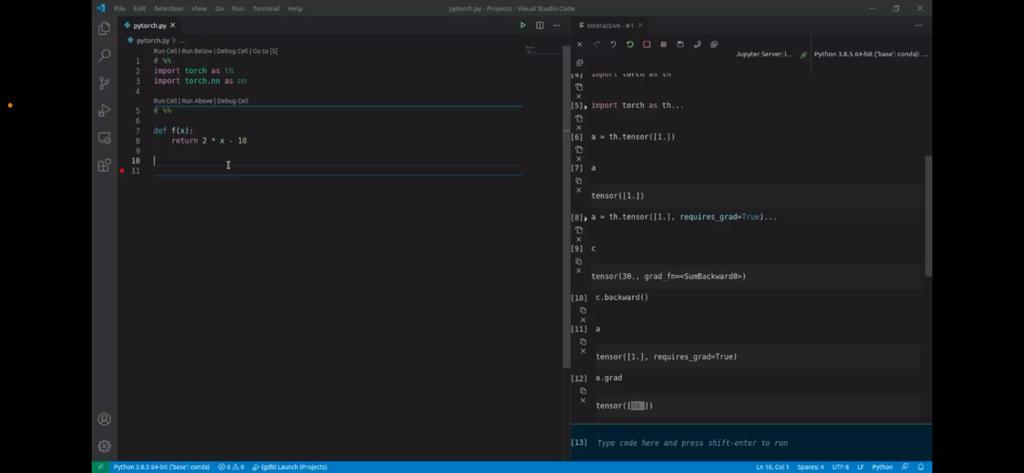 File Edit Selection View Go Run Terminal Help
pytorch.py - Projects - Visual Studio Code
pytorch.py
pytorch.py > ...
Run Cell | Run Below | Debug Cell | Go to [5]
1 # %%
2 import torch as th
3 import torch.nn as nn
4
Run Cell | Run Above | Debug Cell
5 # %%
6
7 def f(x):
8 return 2 * x - 10
9
10
11
Interactive - #1
Jupyter Server: l... Python 3.8.5 64-bit ('base': conda): ...
[4] import torch as th
[5] import torch as th...
[6] a = th.tensor([1.])
[7] a
tensor([1.])
[8] a = th.tensor([1.], requires_grad=True)...
[9] c
tensor(30., grad_fn=<SumBackward0>)
[10] c.backward()
[11] a
tensor([1.], requires_grad=True)
[12] a.grad
tensor([30.])
[13] Type code here and press shift-enter to run
Python 3.8.5 64-bit ('base': conda) 0 0 (gdb) Launch (Projects)
Ln 10, Col 1 Spaces: 4 UTF-8 LF Python